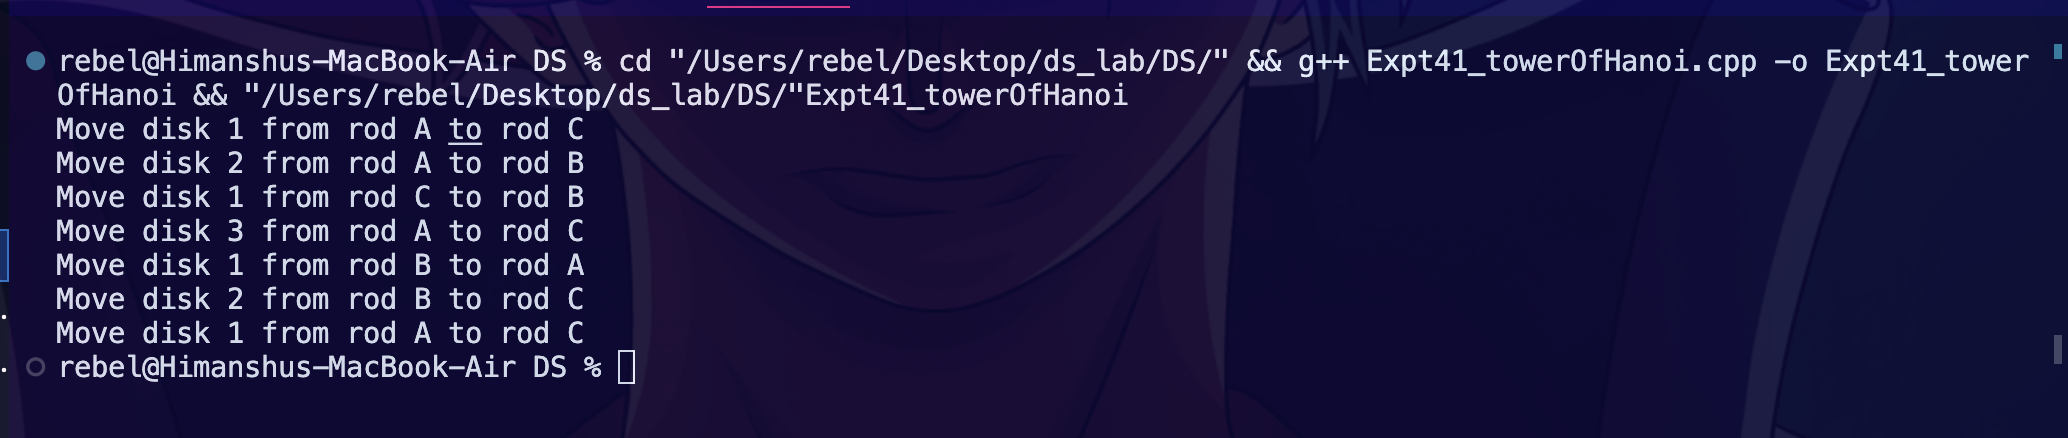 rebel@Himanshus-MacBook-Air DS % cd "/Users/rebel/Desktop/ds_lab/DS/" && g++ Expt41_towerOfHanoi.cpp -o Expt41_tower
OfHanoi && "/Users/rebel/Desktop/ds_lab/DS/"Expt41_towerOfHanoi
Move disk 1 from rod A to rod C
Move disk 2 from rod A to rod B
Move disk 1 from rod C to rod B
Move disk 3 from rod A to rod C
Move disk 1 from rod B to rod A
Move disk 2 from rod B to rod C
Move disk 1 from rod A to rod C
rebel@Himanshus-MacBook-Air DS %